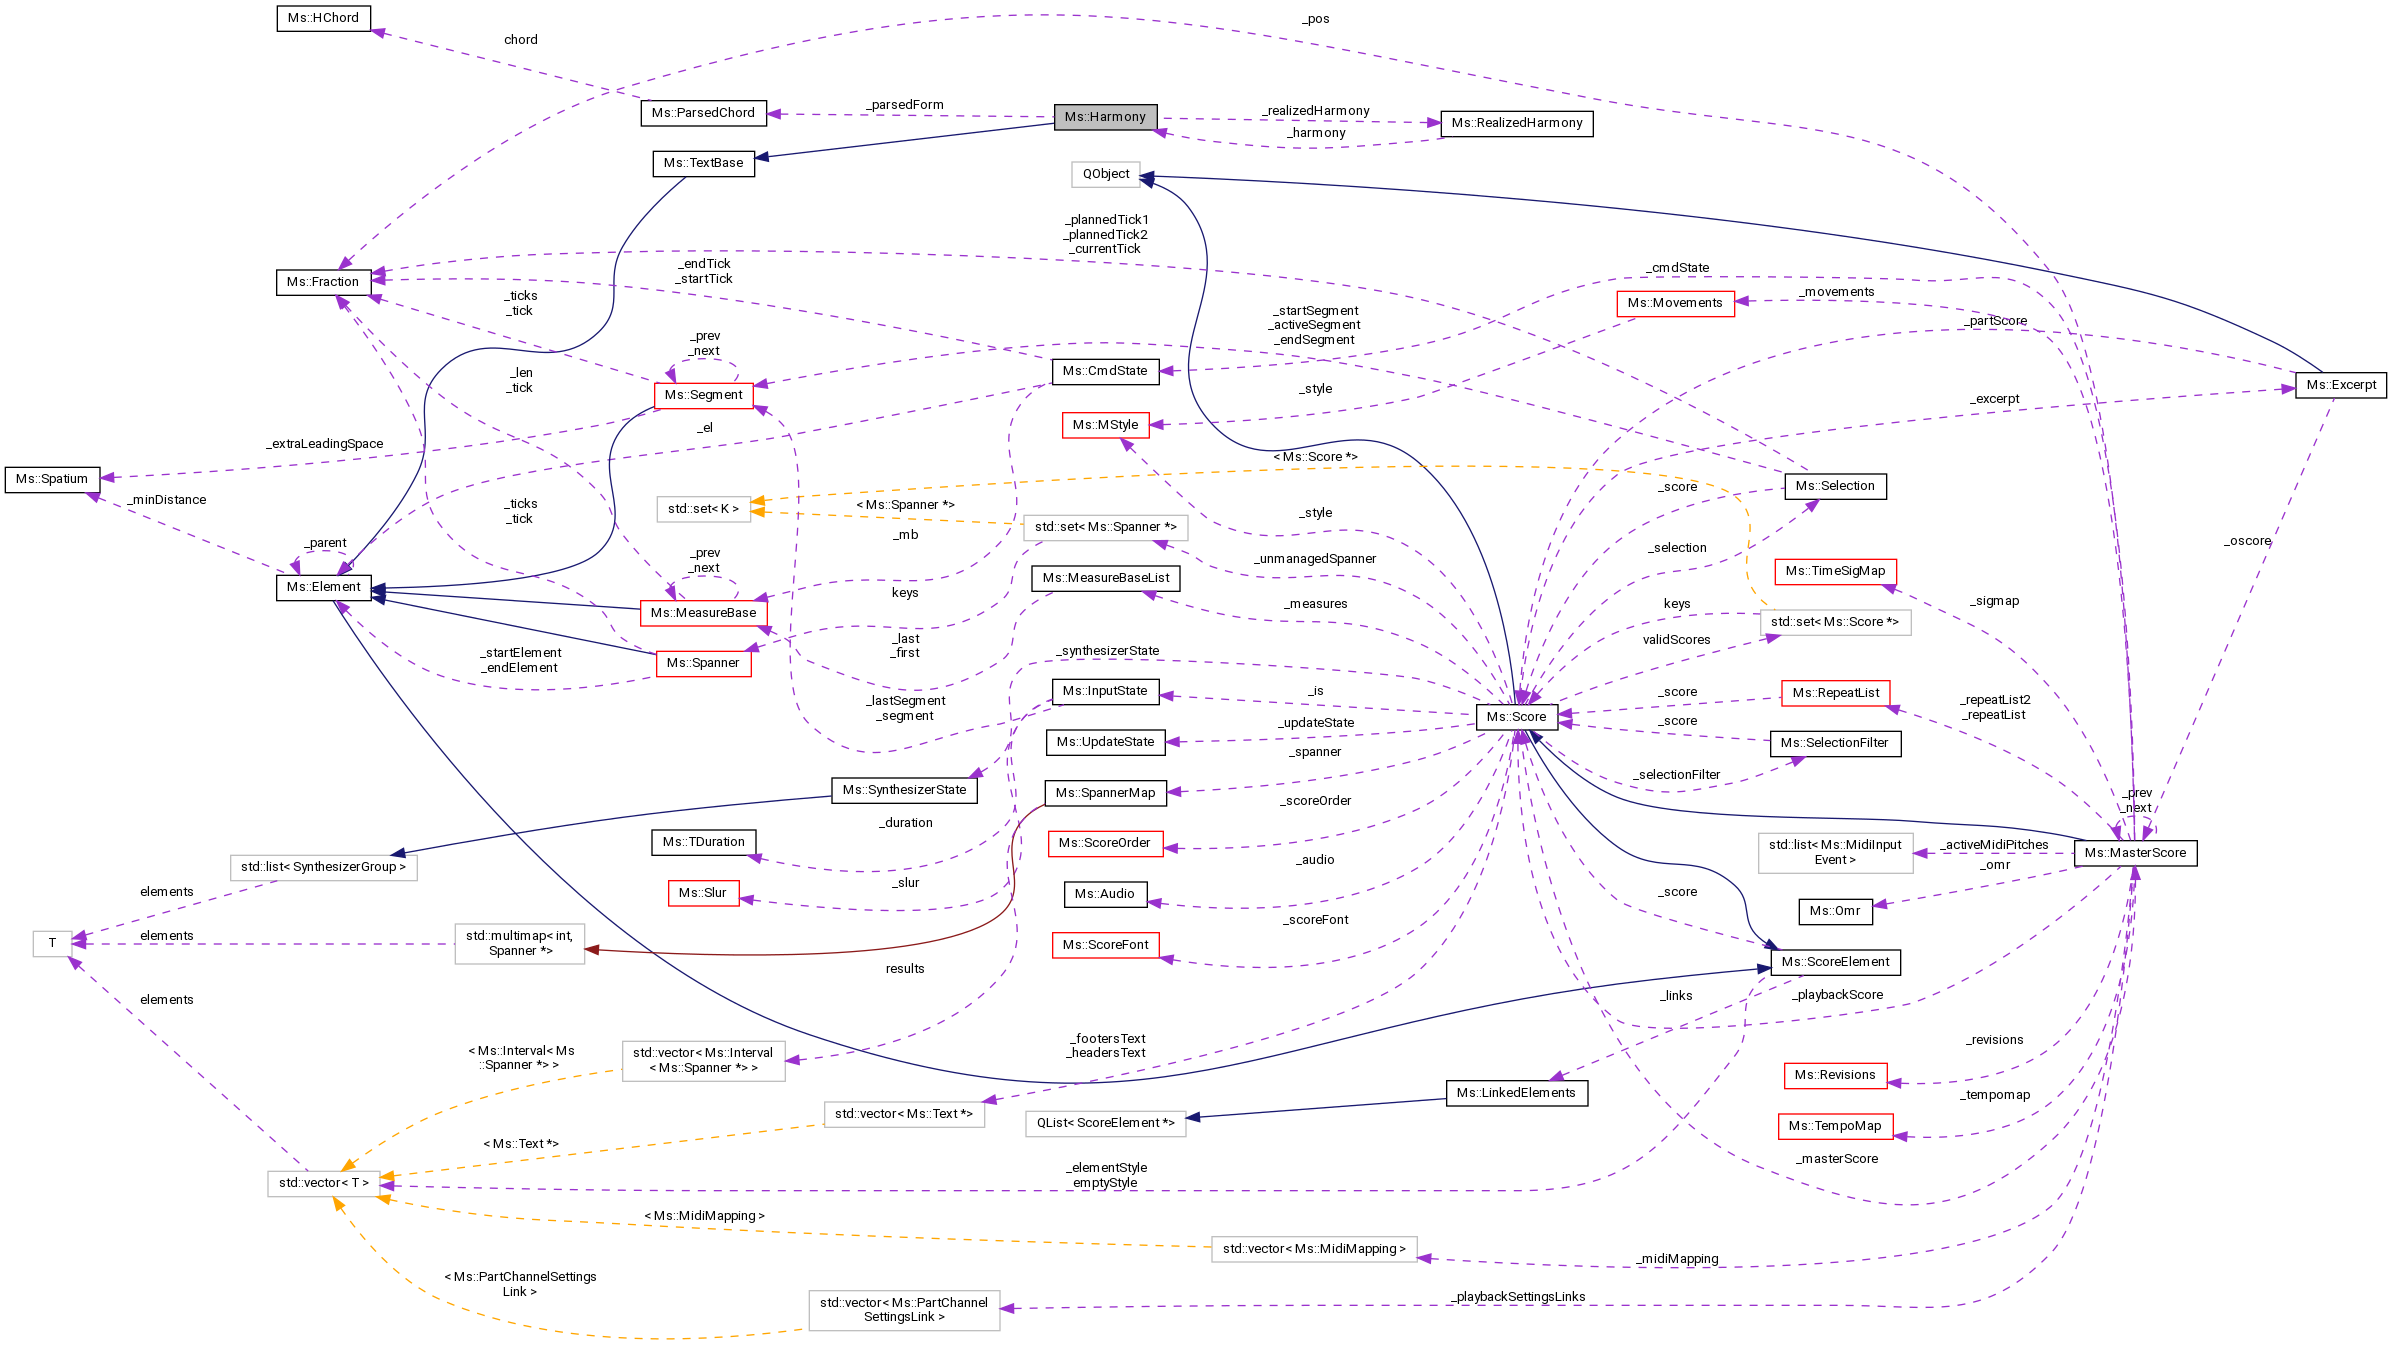 Ms::HChord
_pos
chord
Ms::ParsedChord
_parsedForm
Ms::Harmony
_realizedHarmony
_harmony
Ms::RealizedHarmony
Ms::TextBase
QObject
_plannedTick1
_plannedTick2
_currentTick
Ms::Fraction
_endTick
_startTick
_cmdState
Ms::Movements
_movements
_ticks
_tick
_startSegment
_activeSegment
_endSegment
_partScore
_prev
_next
Ms::CmdState
Ms::Excerpt
_len
_tick
Ms::Segment
_style
_excerpt
Ms::MStyle
_el
_extraLeadingSpace
< Ms::Score *>
Ms::Spatium
Ms::Selection
_score
_minDistance
_ticks
_tick
std::set< K >
< Ms::Spanner *>
_style
std::set< Ms::Spanner *>
_mb
_parent
_prev
_next
_unmanagedSpanner
_selection
_oscore
Ms::Element
Ms::MeasureBaseList
Ms::TimeSigMap
keys
_measures
keys
_sigmap
Ms::MeasureBase
std::set< Ms::Score *>
_last
_first
validScores
_startElement
_endElement
Ms::Spanner
_synthesizerState
Ms::InputState
_is
_score
Ms::RepeatList
_lastSegment
_segment
Ms::Score
_repeatList2
_repeatList
_updateState
_score
Ms::UpdateState
Ms::SelectionFilter
_spanner
_selectionFilter
Ms::SynthesizerState
Ms::SpannerMap
_prev
_next
_scoreOrder
_duration
Ms::TDuration
Ms::ScoreOrder
std::list< Ms::MidiInput
Event >
_activeMidiPitches
Ms::MasterScore
std::list< SynthesizerGroup >
_audio
_omr
elements
Ms::Slur
_slur
Ms::Audio
_score
Ms::Omr
_scoreFont
T
elements
std::multimap< int,
Spanner *>
Ms::ScoreFont
Ms::ScoreElement
results
elements
_links
_playbackScore
_footersText
_headersText
_revisions
< Ms::Interval< Ms
::Spanner *> >
std::vector< Ms::Interval
< Ms::Spanner *> >
Ms::Revisions
Ms::LinkedElements
_tempomap
std::vector< Ms::Text *>
QList< ScoreElement *>
Ms::TempoMap
< Ms::Text *>
_elementStyle
emptyStyle
_masterScore
std::vector< T >
< Ms::MidiMapping >
std::vector< Ms::MidiMapping >
_midiMapping
< Ms::PartChannelSettings
Link >
std::vector< Ms::PartChannel
SettingsLink >
_playbackSettingsLinks